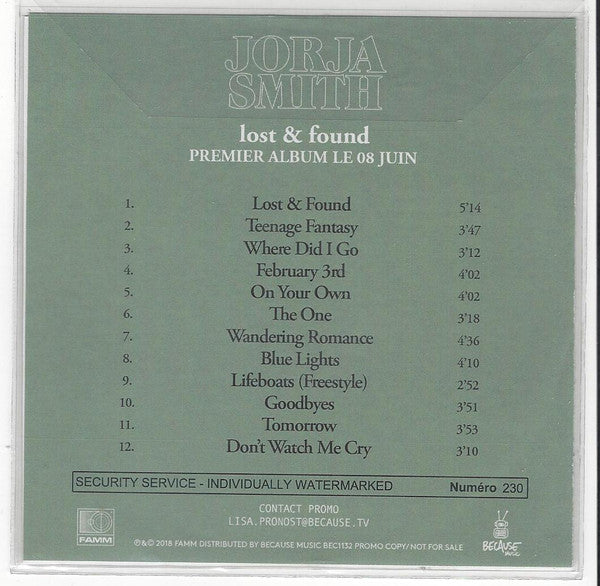 JORJA
SMITH
lost & found
PREMIER ALBUM LE 08 JUIN
1. Lost & Found 5'14
2. Teenage Fantasy 3'47
3. Where Did I Go 3'12
4. February 3rd 4'02
5. On Your Own 4'02
6. The One 3'18
7. Wandering Romance 4'36
8. Blue Lights 4'10
9. Lifeboats (Freestyle) 2'52
10. Goodbyes 3'51
11. Tomorrow 3'53
12. Don't Watch Me Cry 3'10
SECURITY SERVICE - INDIVIDUALLY WATERMARKED Numéro 230
CONTACT PROMO
LISA.PRONOST@BECAUSE.TV
FAMM
℗&© 2018 FAMM DISTRIBUTED BY BECAUSE MUSIC BEC1132 PROMO COPY/NOT FOR SALE
BECAUSE
MUSIC